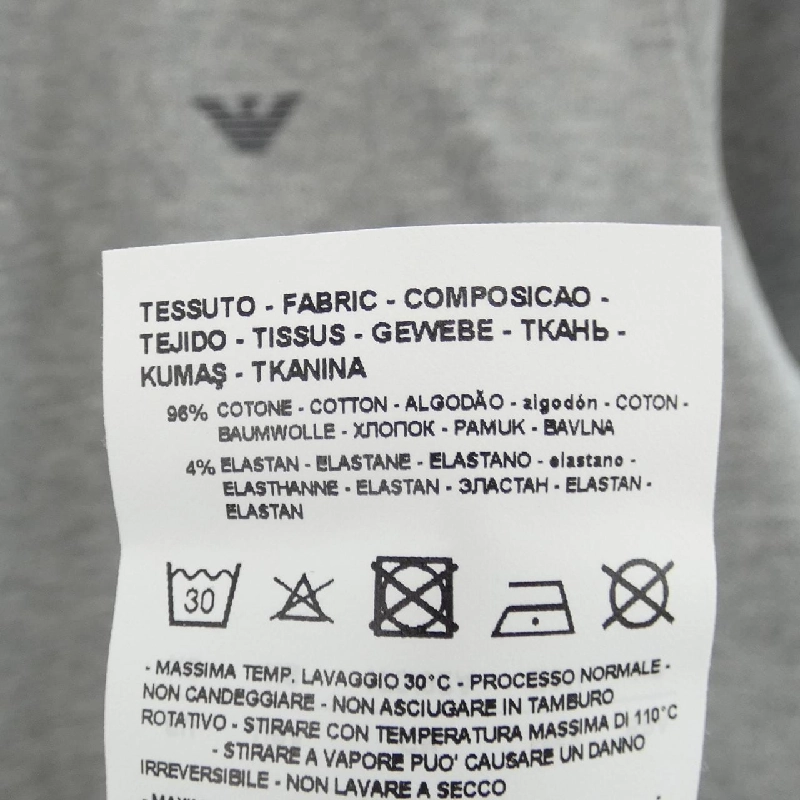 TESSUTO - FABRIC - COMPOSICAO -
TEJIDO - TISSUS - GEWEBE - ТКАНЬ -
KUMAŞ - TKANINA
96% COTONE - COTTON - ALGODÃO - algodón - COTON -
BAUMWOLLE - ХЛОПОК - PAMUK - BAVLNA
4% ELASTAN - ELASTANE - ELASTANO - elastano -
ELASTHANNE - ELASTAN - ЭЛАСТАН - ELASTAN -
ELASTAN
30
- MASSIMA TEMP. LAVAGGIO 30°C - PROCESSO NORMALE -
NON CANDEGGIARE - NON ASCIUGARE IN TAMBURO
ROTATIVO - STIRARE CON TEMPERATURA MASSIMA DI 110°C
- STIRARE A VAPORE PUO' CAUSARE UN DANNO
IRREVERSIBILE - NON LAVARE A SECCO